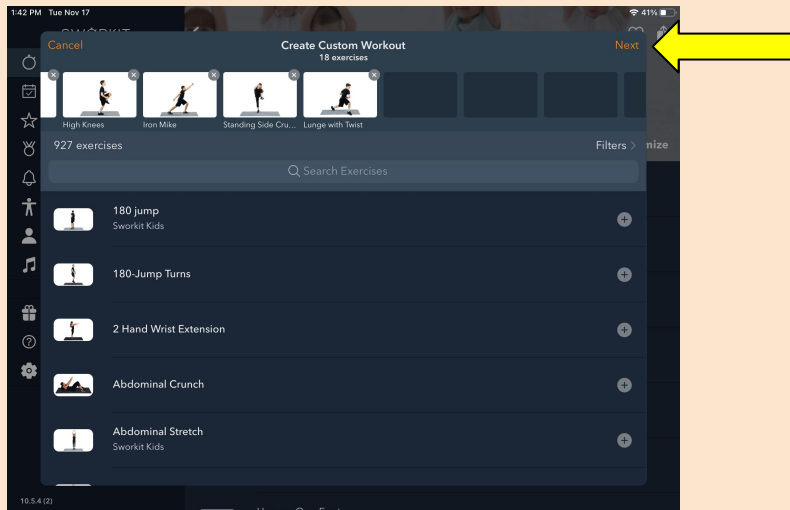 1:42 PM Tue Nov 17
41%
Cancel
Create Custom Workout
Next
18 exercises
High Knees
Iron Mike
Standing Side Cru...
Lunge with Twist
927 exercises
Filters >
mize
Search Exercises
180 jump
Sworkit Kids
180-Jump Turns
2 Hand Wrist Extension
Abdominal Crunch
Abdominal Stretch
Sworkit Kids
10.5.4 (2)